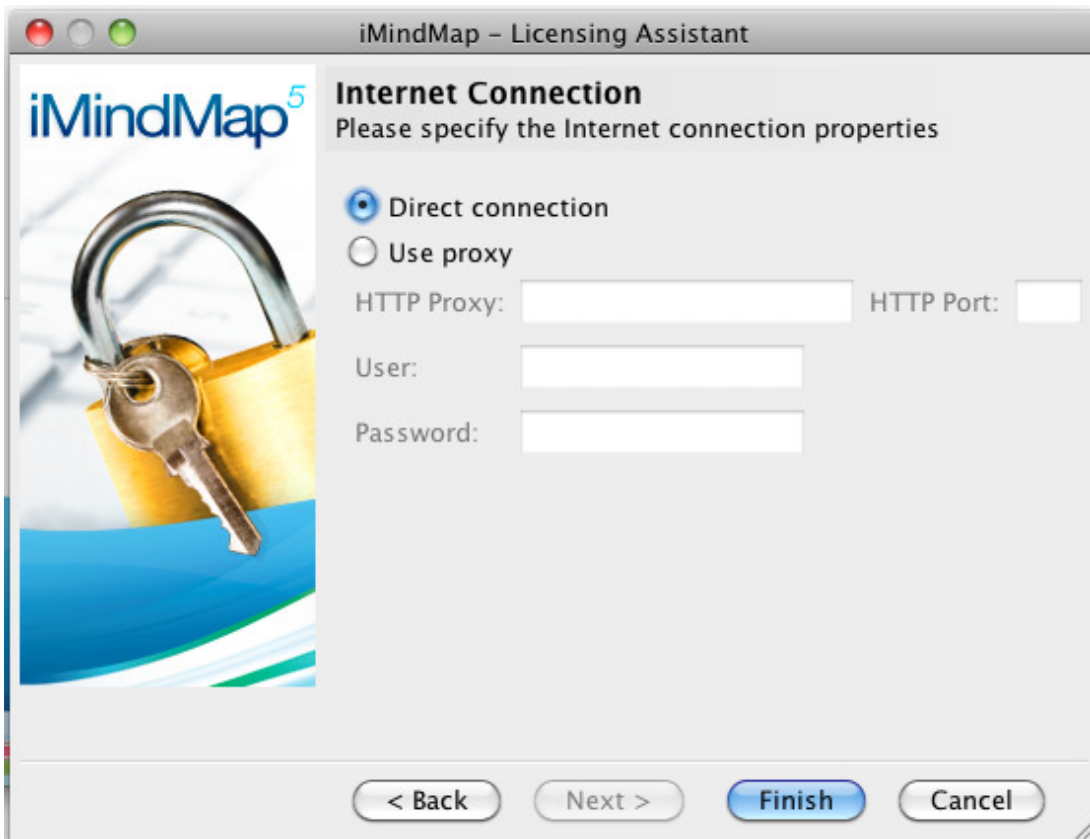 iMindMap – Licensing Assistant
iMindMap5
Internet Connection
Please specify the Internet connection properties
Direct connection
Use proxy
HTTP Proxy: HTTP Port:
User:
Password:
< Back Next > Finish Cancel